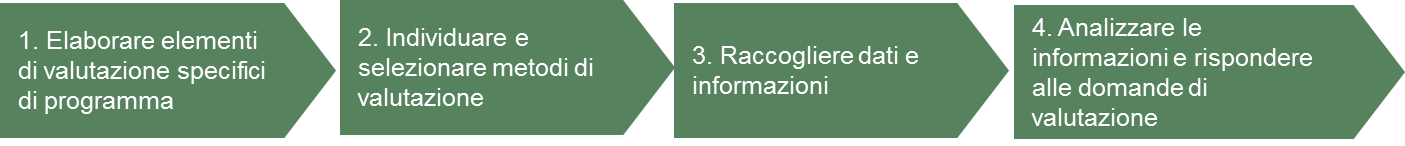 1. Elaborare elementi
di valutazione specifici
di programma
2. Individuare e
selezionare metodi di
valutazione
3. Raccogliere dati e
informazioni
4. Analizzare le
informazioni e rispondere
alle domande di
valutazione